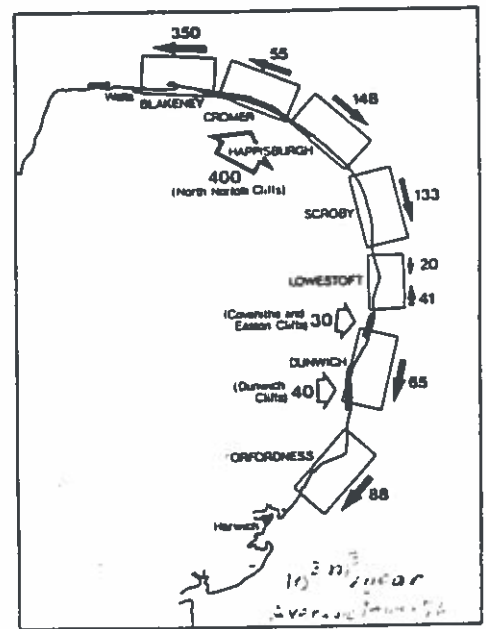 350
55
Wells
BLAKENEY
CROMER
148
HAPPISBURGH
400
(North Norfolk Cliffs)
133
SCROBY
20
LOWESTOFT
41
(Covehithe and
Easton Cliffs) 30
DUNWICH
65
(Dunwich
Cliffs) 40
ORFORDNESS
88
Harwich
10³ m³/year